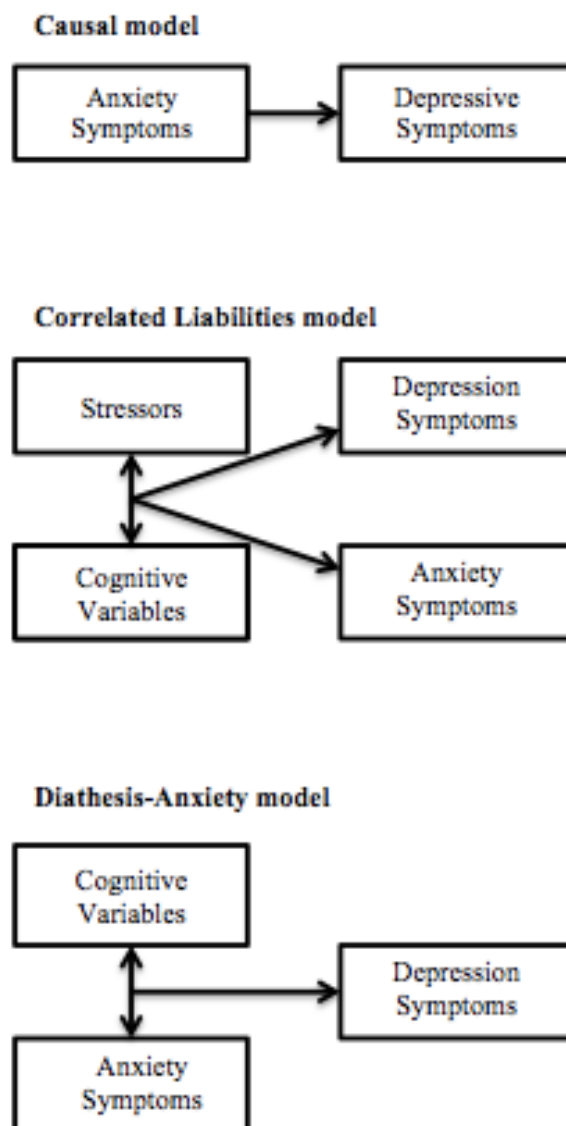 Causal model
Anxiety
Symptoms
Depressive
Symptoms
Correlated Liabilities model
Stressors
Depression
Symptoms
Cognitive
Variables
Anxiety
Symptoms
Diathesis-Anxiety model
Cognitive
Variables
Depression
Symptoms
Anxiety
Symptoms